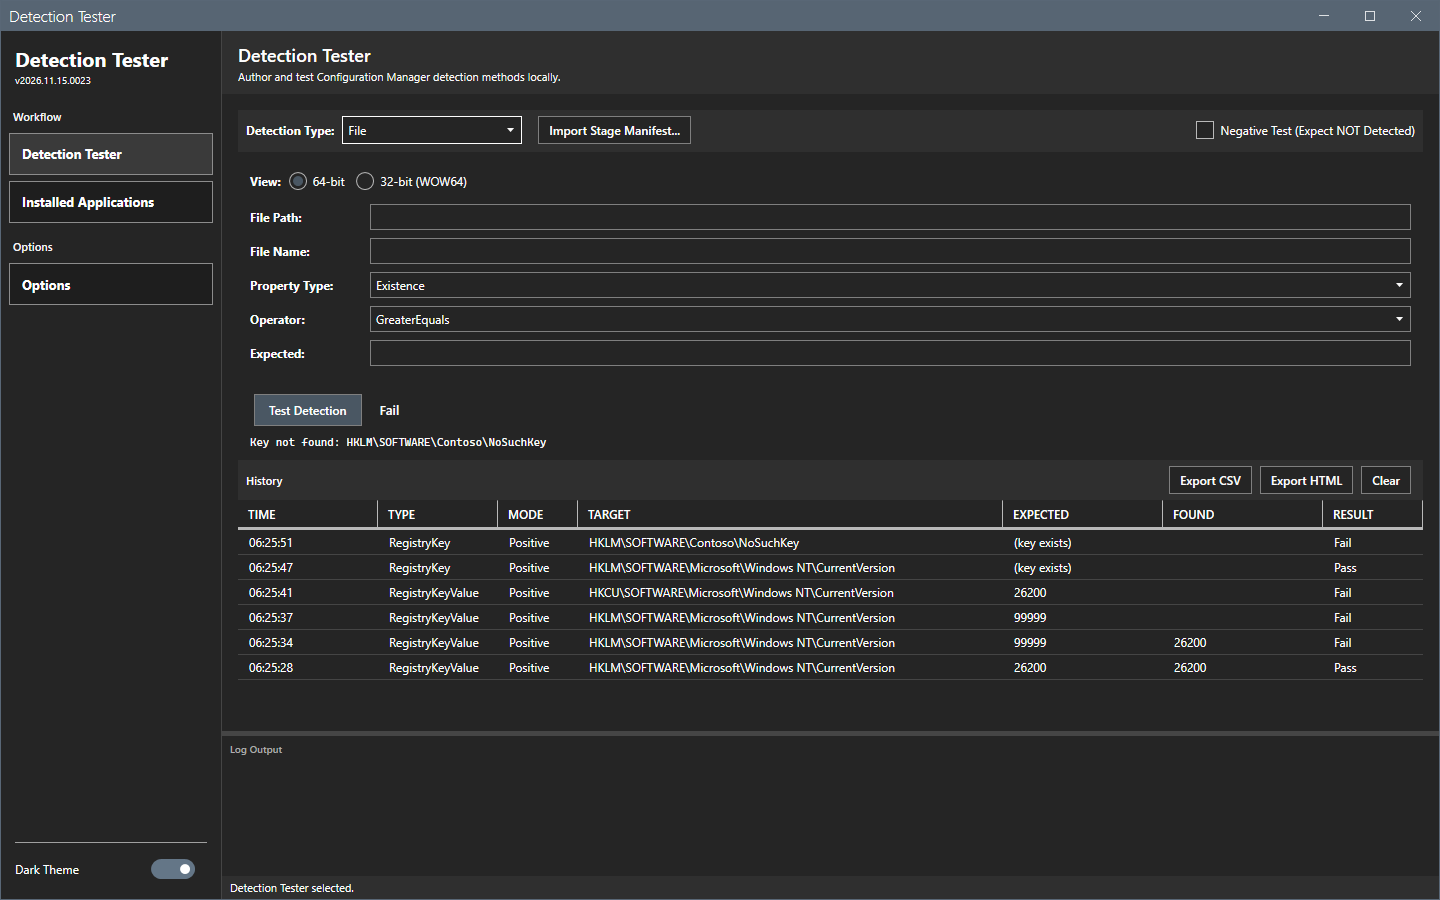 Detection Tester
Detection Tester
v2026.11.15.0023
Workflow
Detection Tester
Installed Applications
Options
Options
Dark Theme
Detection Tester
Author and test Configuration Manager detection methods locally.
Detection Type: File Import Stage Manifest... Negative Test (Expect NOT Detected)
View: 64-bit 32-bit (WOW64)
File Path:
File Name:
Property Type: Existence
Operator: GreaterEquals
Expected:
Test Detection Fail
Key not found: HKLM\SOFTWARE\Contoso\NoSuchKey
History Export CSV Export HTML Clear
TIME TYPE MODE TARGET EXPECTED FOUND RESULT
06:25:51 RegistryKey Positive HKLM\SOFTWARE\Contoso\NoSuchKey (key exists) Fail
06:25:47 RegistryKey Positive HKLM\SOFTWARE\Microsoft\Windows NT\CurrentVersion (key exists) Pass
06:25:41 RegistryKeyValue Positive HKCU\SOFTWARE\Microsoft\Windows NT\CurrentVersion 26200 Fail
06:25:37 RegistryKeyValue Positive HKLM\SOFTWARE\Microsoft\Windows NT\CurrentVersion 99999 Fail
06:25:34 RegistryKeyValue Positive HKLM\SOFTWARE\Microsoft\Windows NT\CurrentVersion 99999 26200 Fail
06:25:28 RegistryKeyValue Positive HKLM\SOFTWARE\Microsoft\Windows NT\CurrentVersion 26200 26200 Pass
Log Output
Detection Tester selected.